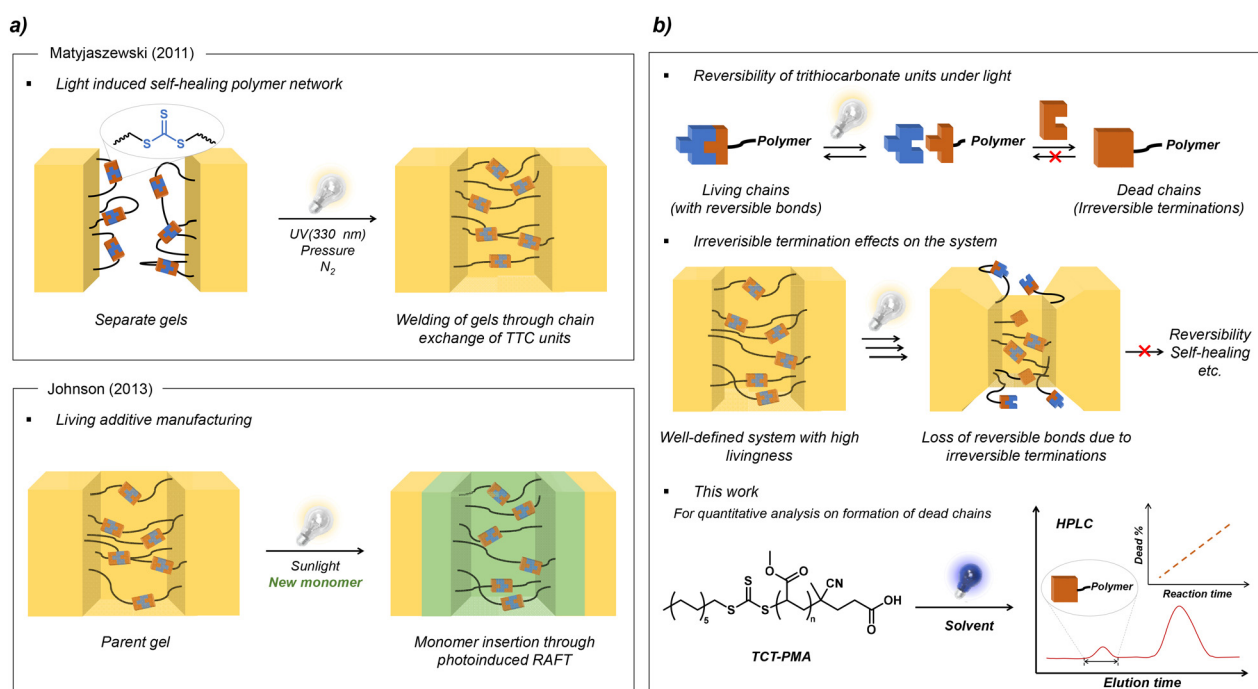 a)
Matyjaszewski (2011)
▪ Light induced self-healing polymer network
S
S S
UV(330 nm)
Pressure
N2
Separate gels
Welding of gels through chain
exchange of TTC units
Johnson (2013)
▪ Living additive manufacturing
Sunlight
New monomer
Parent gel
Monomer insertion through
photoinduced RAFT
b)
▪ Reversibility of trithiocarbonate units under light
Polymer
Polymer
Polymer
Living chains
(with reversible bonds)
Dead chains
(Irreversible terminations)
▪ Irreverisible termination effects on the system
Reversibility
Self-healing
etc.
Well-defined system with high
livingness
Loss of reversible bonds due to
irreversible terminations
▪ This work
For quantitative analysis on formation of dead chains
O O
S CN
5 S S n OH
O
TCT-PMA
Solvent
HPLC
Polymer
Dead %
Reaction time
Elution time